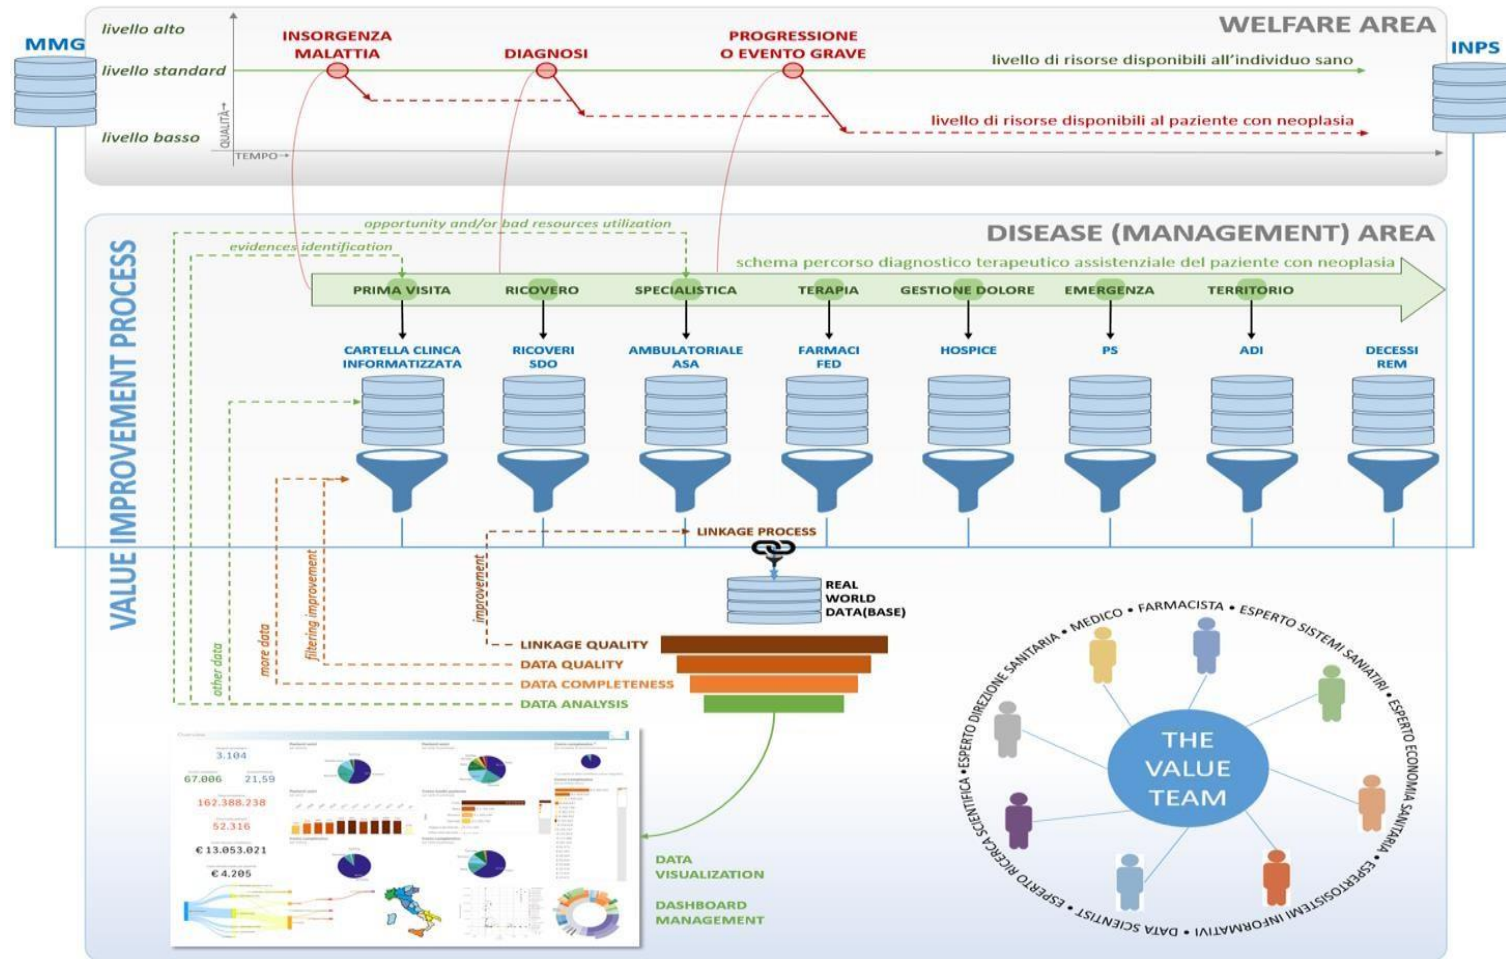 WELFARE AREA
MMG
INPS
livello alto
livello standard
livello basso
QUALITÀ→
TEMPO→
INSORGENZA
MALATTIA
DIAGNOSI
PROGRESSIONE
O EVENTO GRAVE
livello di risorse disponibili all'individuo sano
livello di risorse disponibili al paziente con neoplasia
VALUE IMPROVEMENT PROCESS
DISEASE (MANAGEMENT) AREA
opportunity and/or bad resources utilization
evidences identification
schema percorso diagnostico terapeutico assistenziale del paziente con neoplasia
PRIMA VISITA
RICOVERO
SPECIALISTICA
TERAPIA
GESTIONE DOLORE
EMERGENZA
TERRITORIO
CARTELLA CLINCA
INFORMATIZZATA
RICOVERI
SDO
AMBULATORIALE
ASA
FARMACI
FED
HOSPICE
PS
ADI
DECESSI
REM
LINKAGE PROCESS
REAL
WORLD
DATA(BASE)
other data
more data
filtering improvement
improvement
LINKAGE QUALITY
DATA QUALITY
DATA COMPLETENESS
DATA ANALYSIS
3.104
67.006 21,59
162.388.238
52.316
€ 13.053.021
€ 4.205
DATA
VISUALIZATION
DASHBOARD
MANAGEMENT
THE
VALUE
TEAM
ESPERTO DIREZIONE SANITARIA • MEDICO • FARMACISTA • ESPERTO SISTEMI SANIATIRI • ESPERTO ECONOMIA SANITARIA • ESPERTOSISTEMI INFORMATIVI • DATA SCIENTIST • ESPERTO RICERCA SCIENTIFICA •